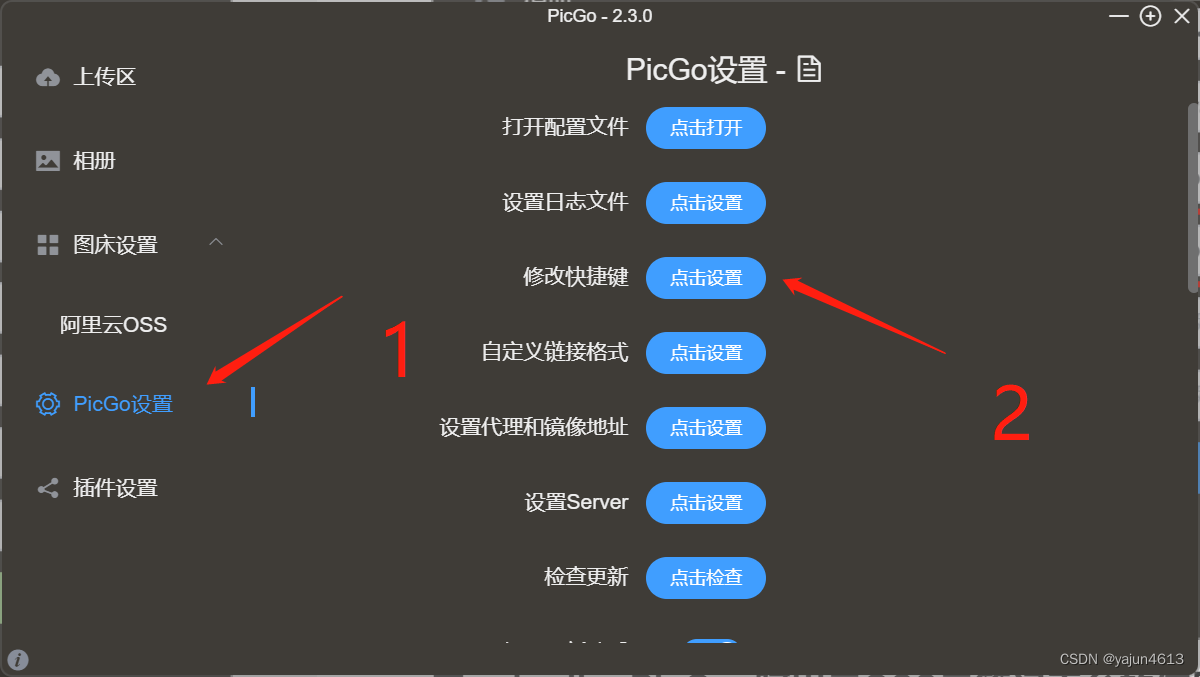 PicGo - 2.3.0
上传区
相册
图床设置
阿里云OSS
PicGo设置
插件设置
PicGo设置 -
打开配置文件 点击打开
设置日志文件 点击设置
修改快捷键 点击设置
自定义链接格式 点击设置
设置代理和镜像地址 点击设置
设置Server 点击设置
检查更新 点击检查
1
2
CSDN @yajun4613